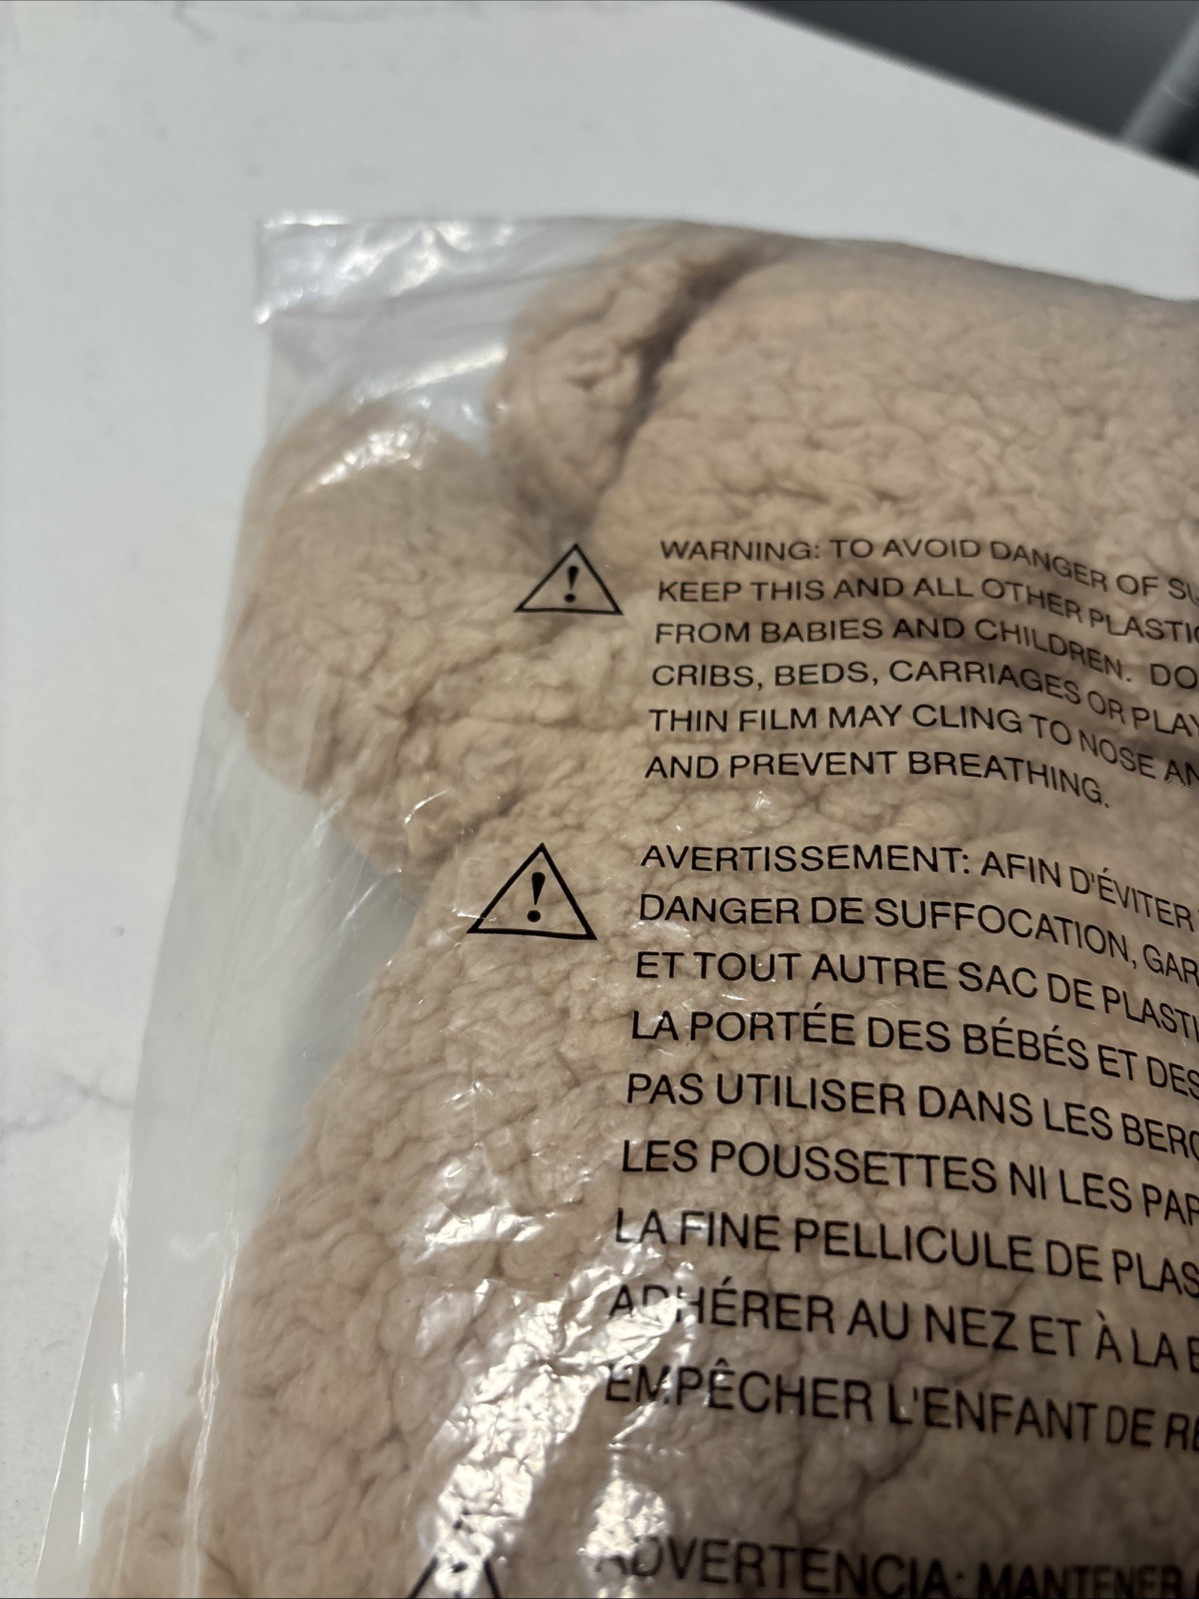 WARNING: TO AVOID DANGER OF
KEEP THIS AND ALL OTHER PLASTIC
FROM BABIES AND CHILDREN. DO
CRIBS, BEDS, CARRIAGES OR
THIN FILM MAY CLING TO NOSE
AND PREVENT BREATHING.
AVERTISSEMENT: AFIN D'ÉVITER
DANGER DE SUFFOCATION,
ET TOUT AUTRE SAC DE
LA PORTÉE DES BÉBÉS ET DES
PAS UTILISER DANS LES
LES POUSSETTES NI LES
LA FINE PELLICULE DE
ADHÉRER AU NEZ ET À LA
EMPÊCHER L'ENFANT DE
ADVERTENCIA: MANTENER